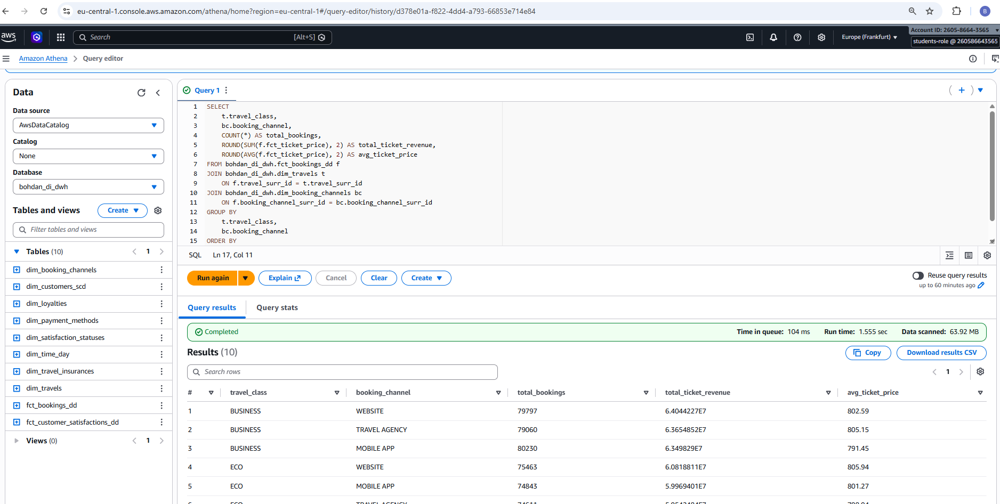 eu-central-1.console.aws.amazon.com/athena/home?region=eu-central-1#/query-editor/history/d378e01a-f822-4dd4-a793-66853e714e84
B
aws
Search
[Alt+S]
Europe (Frankfurt)
Account ID: 2605-8664-3565
students-role @ 260586643565
Amazon Athena
Query editor
Data
Data source
AwsDataCatalog
Catalog
None
Database
bohdan_di_dwh
Tables and views
Create
Filter tables and views
Tables (10)
1
dim_booking_channels
dim_customers_scd
dim_loyalties
dim_payment_methods
dim_satisfaction_statuses
dim_time_day
dim_travel_insurances
dim_travels
fct_bookings_dd
fct_customer_satisfactions_dd
Views (0)
1
Query 1
1 SELECT
2 t.travel_class,
3 bc.booking_channel,
4 COUNT(*) AS total_bookings,
5 ROUND(SUM(f.fct_ticket_price), 2) AS total_ticket_revenue,
6 ROUND(AVG(f.fct_ticket_price), 2) AS avg_ticket_price
7 FROM bohdan_di_dwh.fct_bookings_dd f
8 JOIN bohdan_di_dwh.dim_travels t
9 ON f.travel_surr_id = t.travel_surr_id
10 JOIN bohdan_di_dwh.dim_booking_channels bc
11 ON f.booking_channel_surr_id = bc.booking_channel_surr_id
12 GROUP BY
13 t.travel_class,
14 bc.booking_channel
15 ORDER BY
SQL Ln 17, Col 11
Run again
Explain
Cancel
Clear
Create
Reuse query results
up to 60 minutes ago
Query results
Query stats
Completed
Time in queue: 104 ms
Run time: 1.555 sec
Data scanned: 63.92 MB
Results (10)
Copy
Download results CSV
Search rows
1
# travel_class booking_channel total_bookings total_ticket_revenue avg_ticket_price
1 BUSINESS WEBSITE 79797 6.4044227E7 802.59
2 BUSINESS TRAVEL AGENCY 79060 6.3654852E7 805.15
3 BUSINESS MOBILE APP 80230 6.349829E7 791.45
4 ECO WEBSITE 75463 6.0818811E7 805.94
5 ECO MOBILE APP 74843 5.9969401E7 801.27